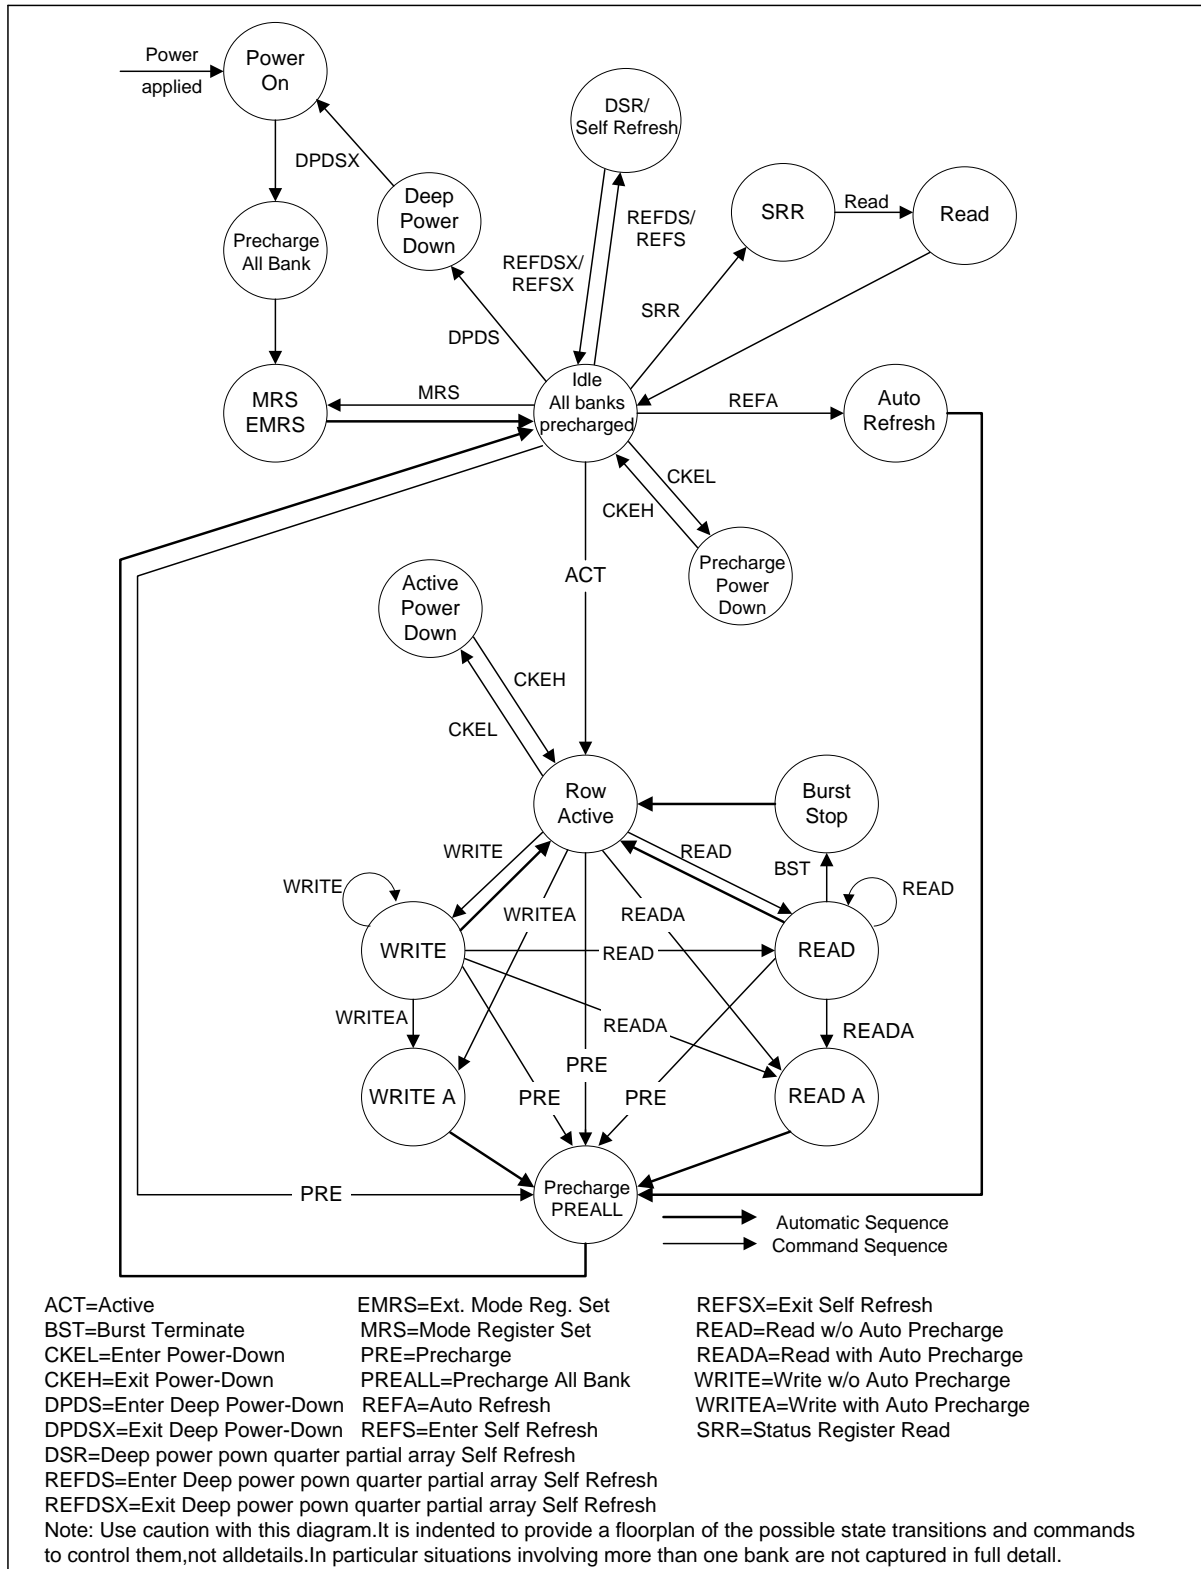 Power
applied
Power
On
DSR/
Self Refresh
DPDSX
Deep
Power
Down
SRR
Read
Read
REFDS/
REFS
Precharge
All Bank
REFDSX/
REFSX
SRR
DPDS
MRS
EMRS
MRS
Idle
All banks
precharged
REFA
Auto
Refresh
CKEL
CKEH
Precharge
Power
Down
ACT
Active
Power
Down
CKEH
CKEL
Row
Active
Burst
Stop
WRITE
READ
BST
WRITE
READ
WRITEA
READA
WRITE
READ
READ
WRITEA
READA
READA
PRE
WRITE A
PRE
PRE
READ A
PRE
Precharge
PREALL
Automatic Sequence
Command Sequence
ACT=Active EMRS=Ext. Mode Reg. Set REFSX=Exit Self Refresh
BST=Burst Terminate MRS=Mode Register Set READ=Read w/o Auto Precharge
CKEL=Enter Power-Down PRE=Precharge READA=Read with Auto Precharge
CKEH=Exit Power-Down PREALL=Precharge All Bank WRITE=Write w/o Auto Precharge
DPDS=Enter Deep Power-Down REFA=Auto Refresh WRITEA=Write with Auto Precharge
DPDSX=Exit Deep Power-Down REFS=Enter Self Refresh SRR=Status Register Read
DSR=Deep power pown quarter partial array Self Refresh
REFDS=Enter Deep power pown quarter partial array Self Refresh
REFDSX=Exit Deep power pown quarter partial array Self Refresh
Note: Use caution with this diagram.It is indented to provide a floorplan of the possible state transitions and commands
to control them,not alldetails.In particular situations involving more than one bank are not captured in full detall.